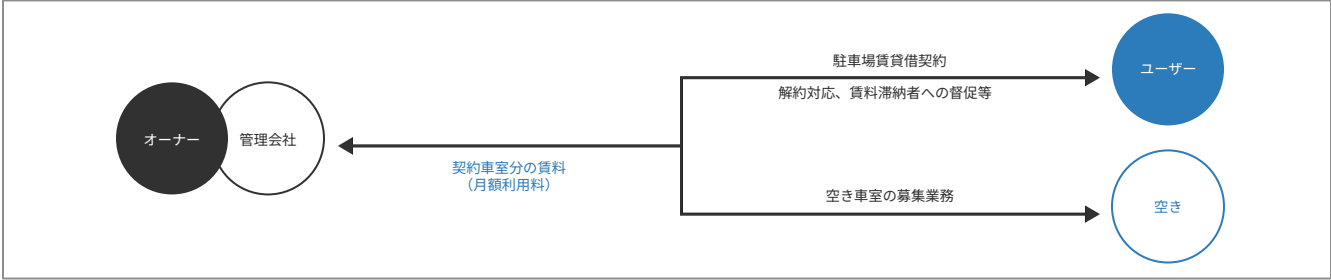 オーナー
管理会社
契約車室分の賃料
（月額利用料）
駐車場賃貸借契約
解約対応、賃料滞納者への督促等
ユーザー
空き車室の募集業務
空き